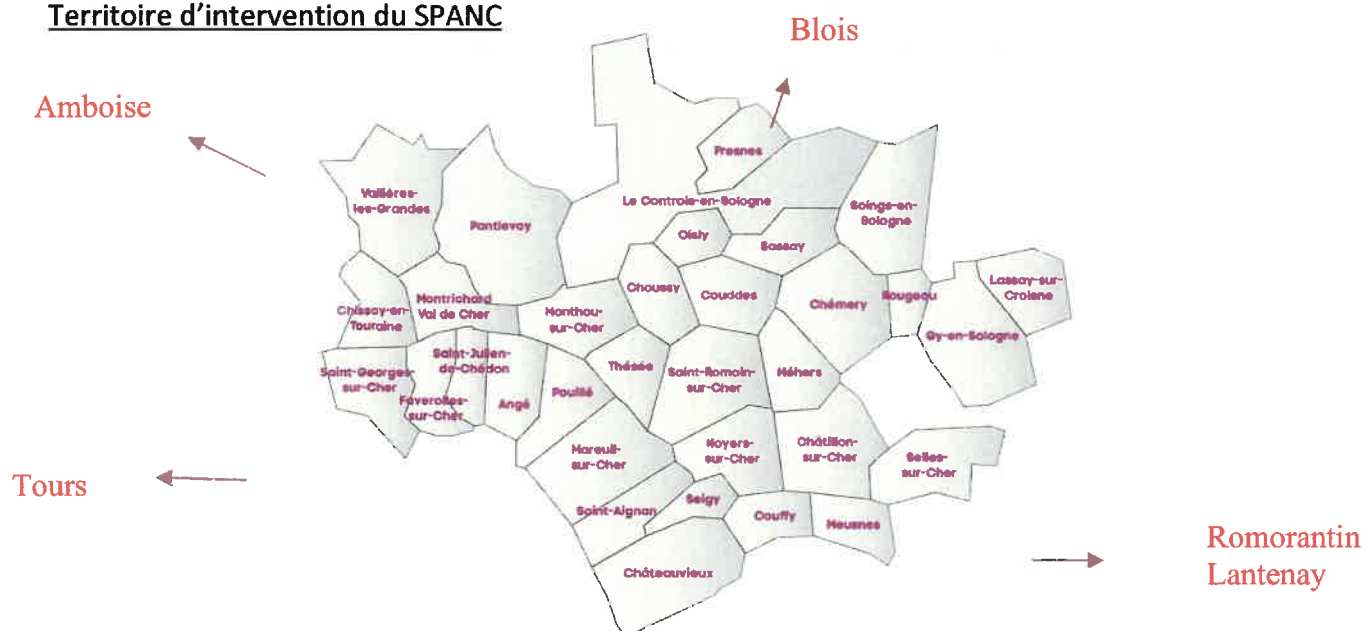 Territoire d'intervention du SPANC
Blois
Amboise
Fresnes
Vallières-
les-Grandes
Le Controis-en-Sologne
Soings-en-
Sologne
Pontlevoy
Oisly
Sassay
Lassay-sur-
Croisne
Choussy
Couddes
Chémery
Rougeou
Montrichard
Val de Cher
Chissay-en-
Touraine
Monthou-
sur-Cher
Gy-en-Sologne
Saint-Julien-
de-Chédon
Thésée
Saint-Romain-
sur-Cher
Méhers
Saint-Georges-
sur-Cher
Faverolles-
sur-Cher
Angé
Pouillé
Mareuil-
sur-Cher
Noyers-
sur-Cher
Châtillon-
sur-Cher
Selles-
sur-Cher
Tours
Seigy
Saint-Aignan
Couffy
Meusnes
Châteauvieux
Romorantin
Lantenay